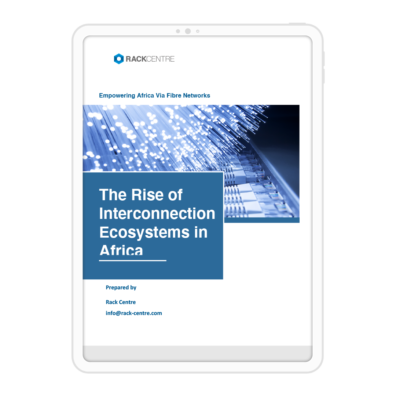 RACKCENTRE
Empowering Africa Via Fibre Networks
The Rise of
Interconnection
Ecosystems in
Africa
Prepared by
Rack Centre
Info@rack-centre.com